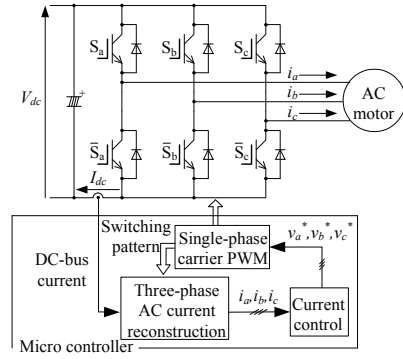 S_a S_b S_c
i_a
i_b
i_c
AC motor
V_dc
+
S̄_a S̄_b S̄_c
I_dc
Switching pattern
Single-phase carrier PWM
v_a*,v_b*,v_c*
DC-bus current
Three-phase AC current reconstruction
i_a,i_b,i_c
Current control
Micro controller